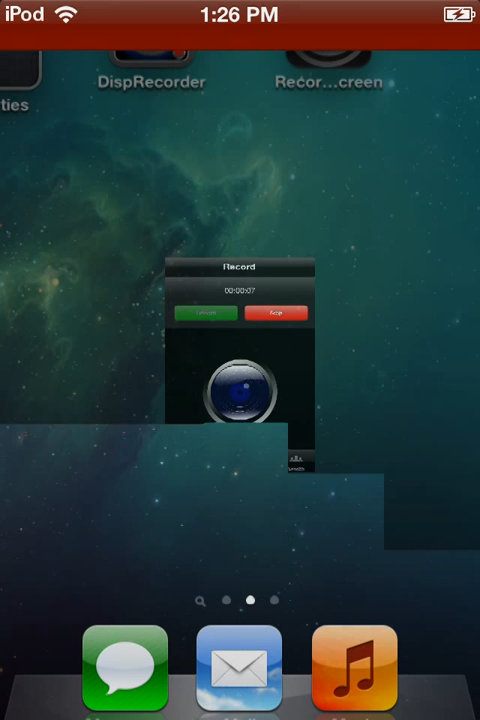 iPod 1:26 PM
ties DispRecorder Recor...creen
Record
00:00:07
Stop